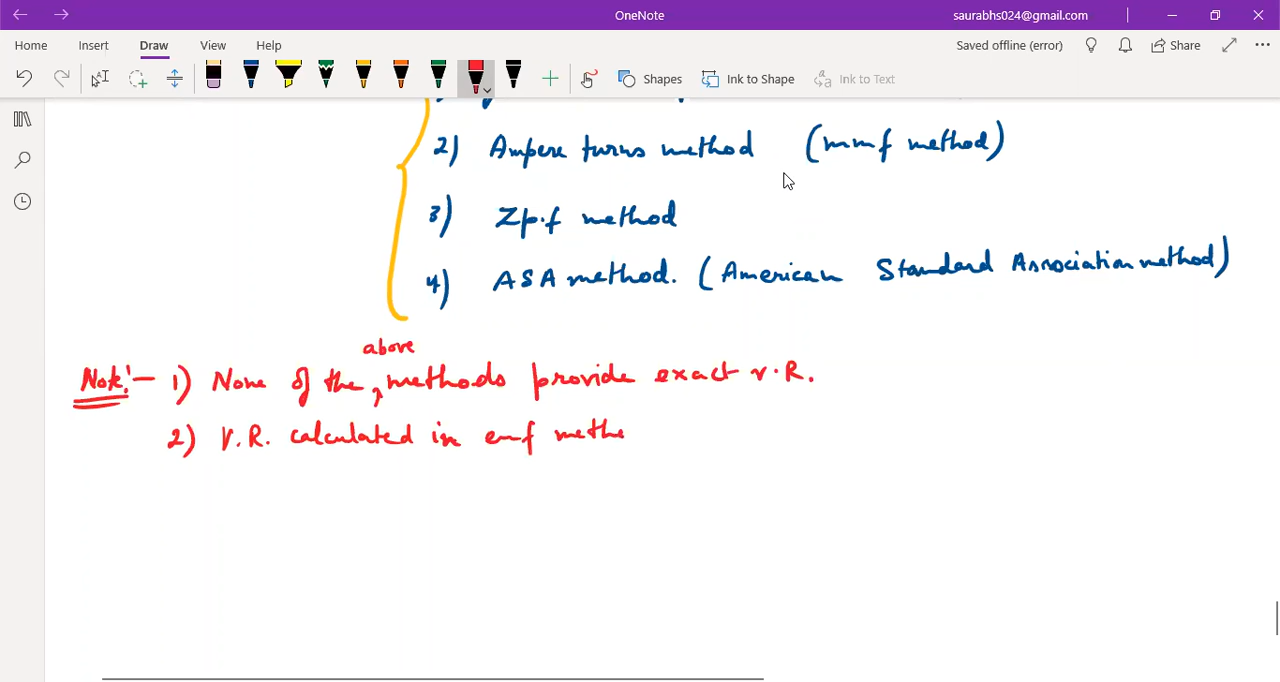 OneNote
saurabhs024@gmail.com
Home Insert Draw View Help
Saved offline (error) Share
Shapes Ink to Shape Ink to Text
2) Ampere turns method (mmf method)
3) Zp.f method
4) ASA method. (American Standard Association method)
above
Note:- 1) None of the methods provide exact V.R.
2) V.R. calculated in emf metho